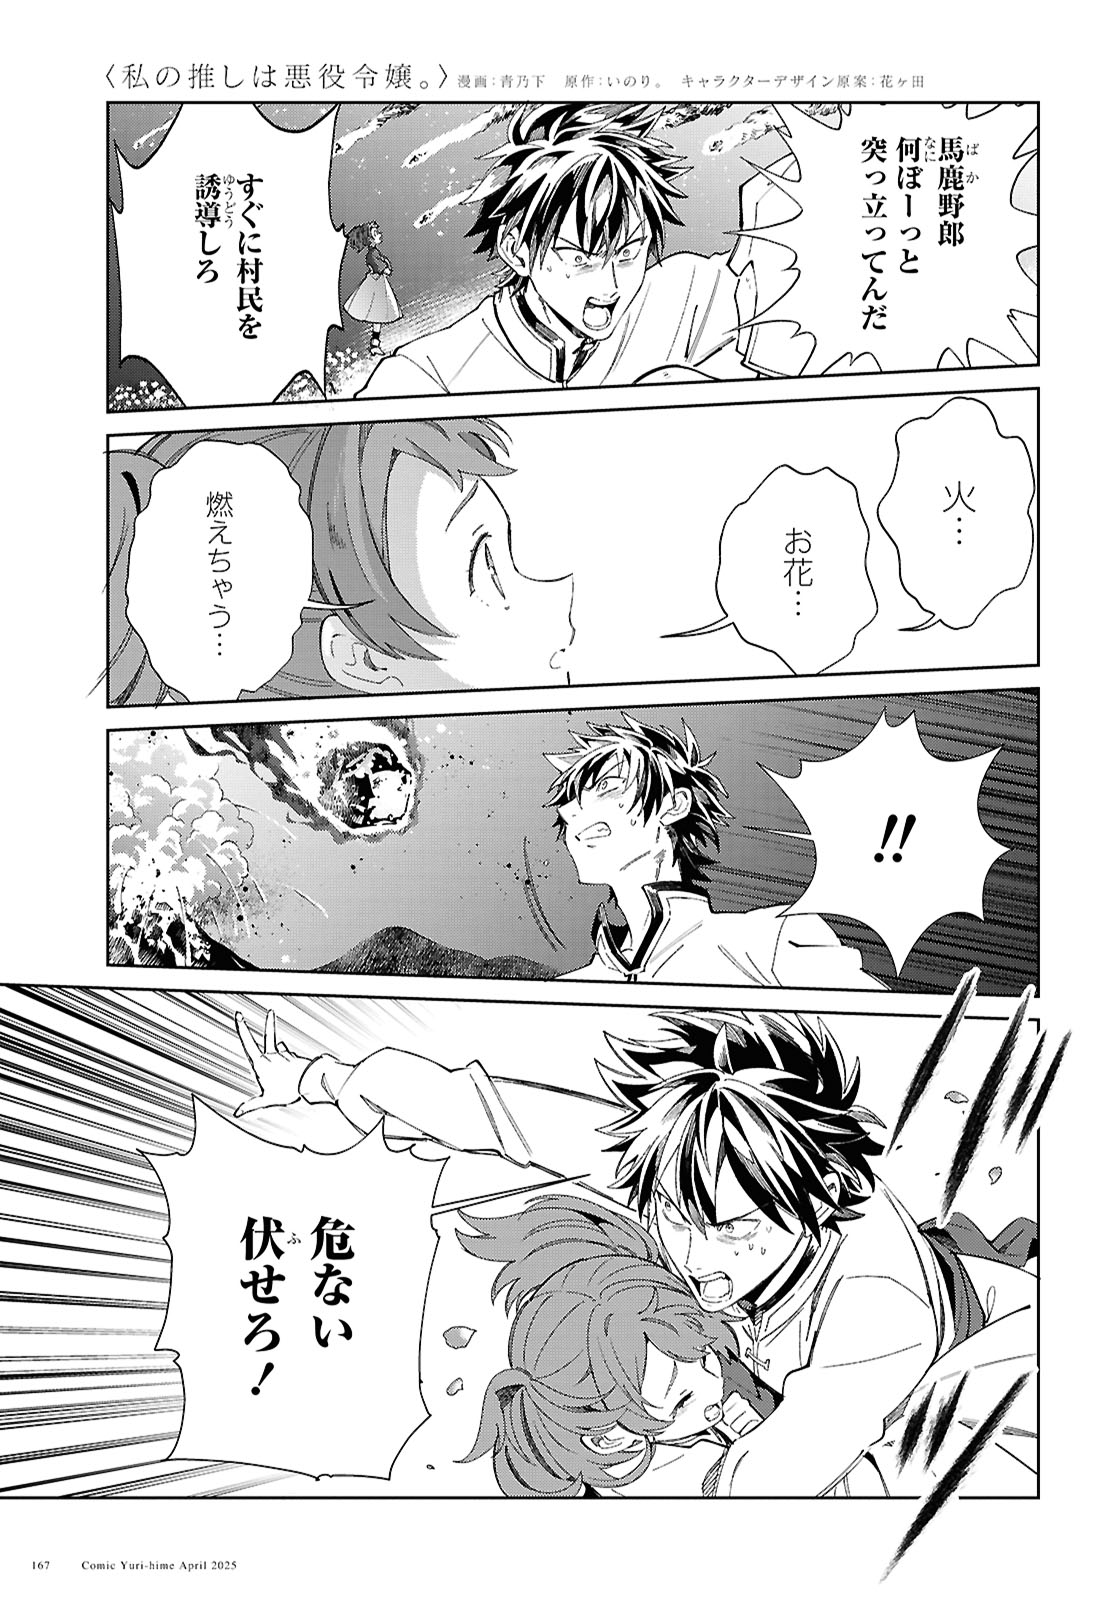 〈私の推しは悪役令嬢。〉 漫画：青乃下　原作：いのり。　キャラクターデザイン原案：花ヶ田
馬鹿野郎
何ぼーっと
突っ立ってんだ
すぐに村民を
誘導しろ
火…
お花…
燃えちゃう…
!!
危ない
伏せろ！
167 Comic Yuri-hime April 2025